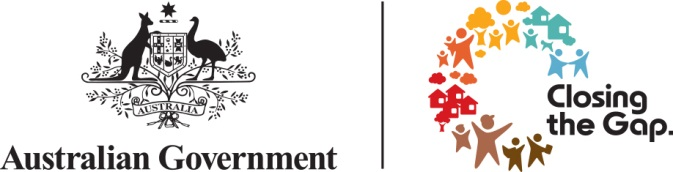 AUSTRALIA
Australian Government
Closing
the Gap.